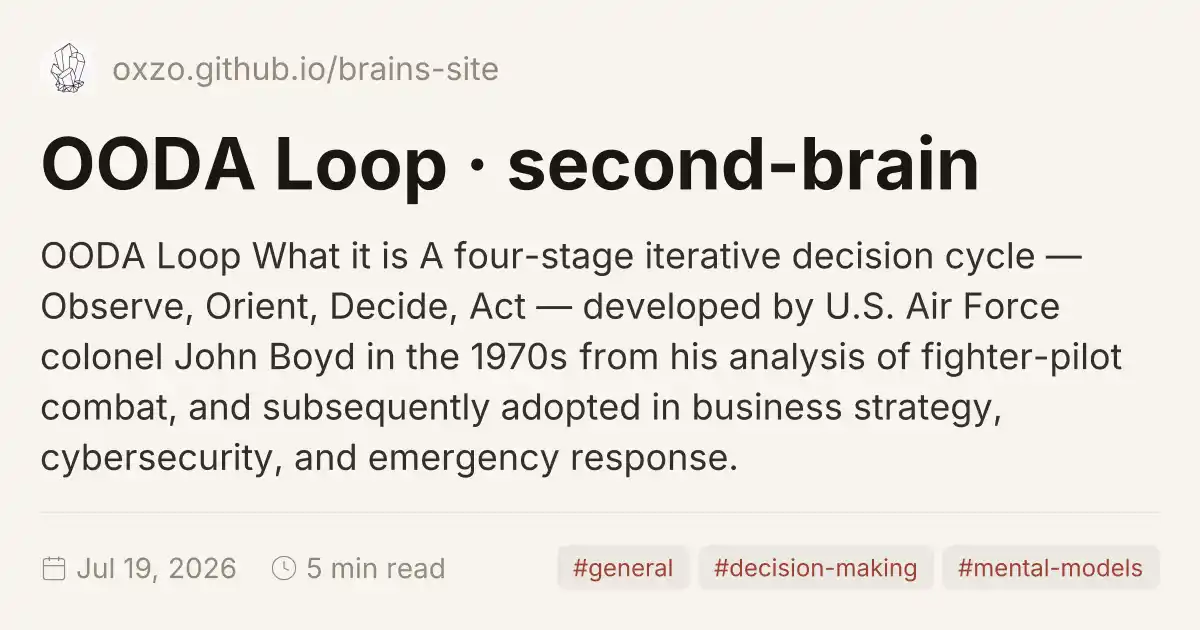 oxzo.github.io/brains-site
OODA Loop · second-brain
OODA Loop What it is A four-stage iterative decision cycle —
Observe, Orient, Decide, Act — developed by U.S. Air Force
colonel John Boyd in the 1970s from his analysis of fighter-pilot
combat, and subsequently adopted in business strategy,
cybersecurity, and emergency response.
Jul 19, 2026 5 min read #general #decision-making #mental-models